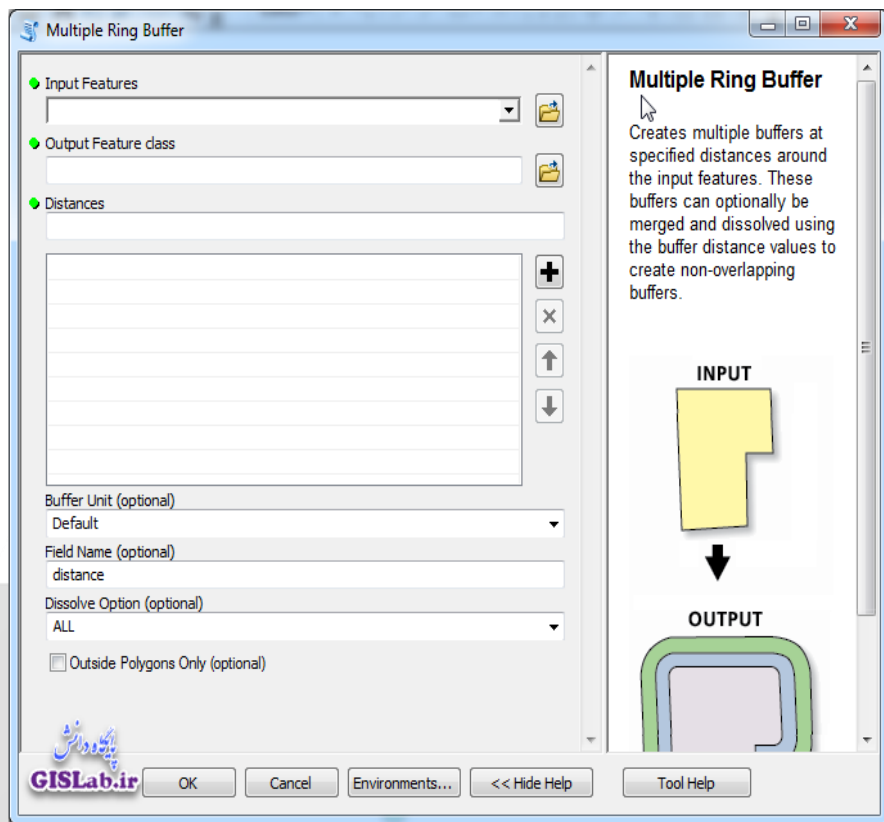 Multiple Ring Buffer
Input Features
Output Feature class
Distances
Buffer Unit (optional)
Default
Field Name (optional)
distance
Dissolve Option (optional)
ALL
Outside Polygons Only (optional)
پایگاه دانش
GISLab.ir
OK
Cancel
Environments...
<< Hide Help
Tool Help
Multiple Ring Buffer
Creates multiple buffers at
specified distances around
the input features. These
buffers can optionally be
merged and dissolved using
the buffer distance values to
create non-overlapping
buffers.
INPUT
OUTPUT